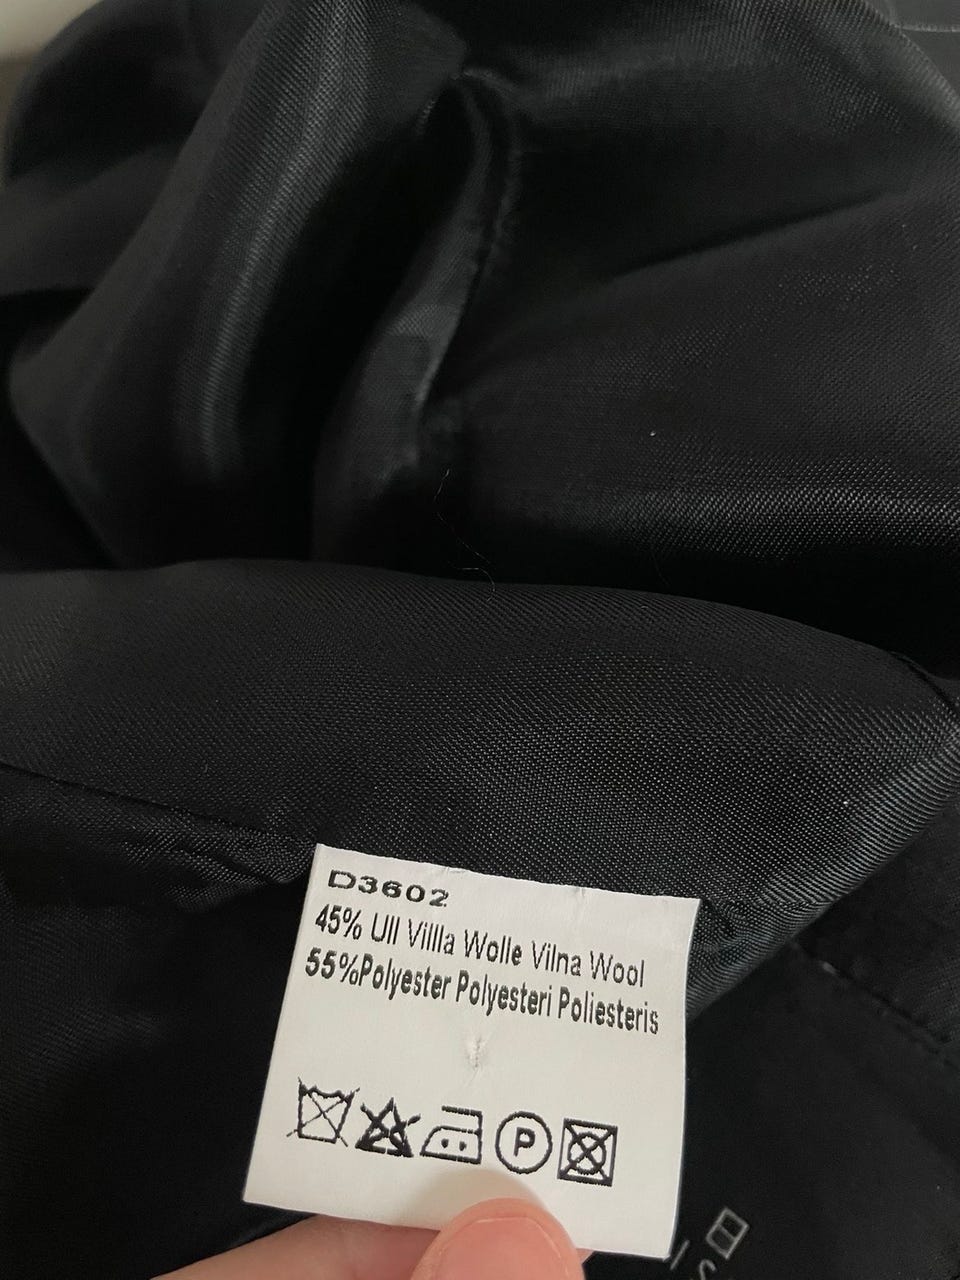 D3602
45% Ull Villla Wolle Vilna Wool
55%Polyester Polyesteri Poliesteris
P